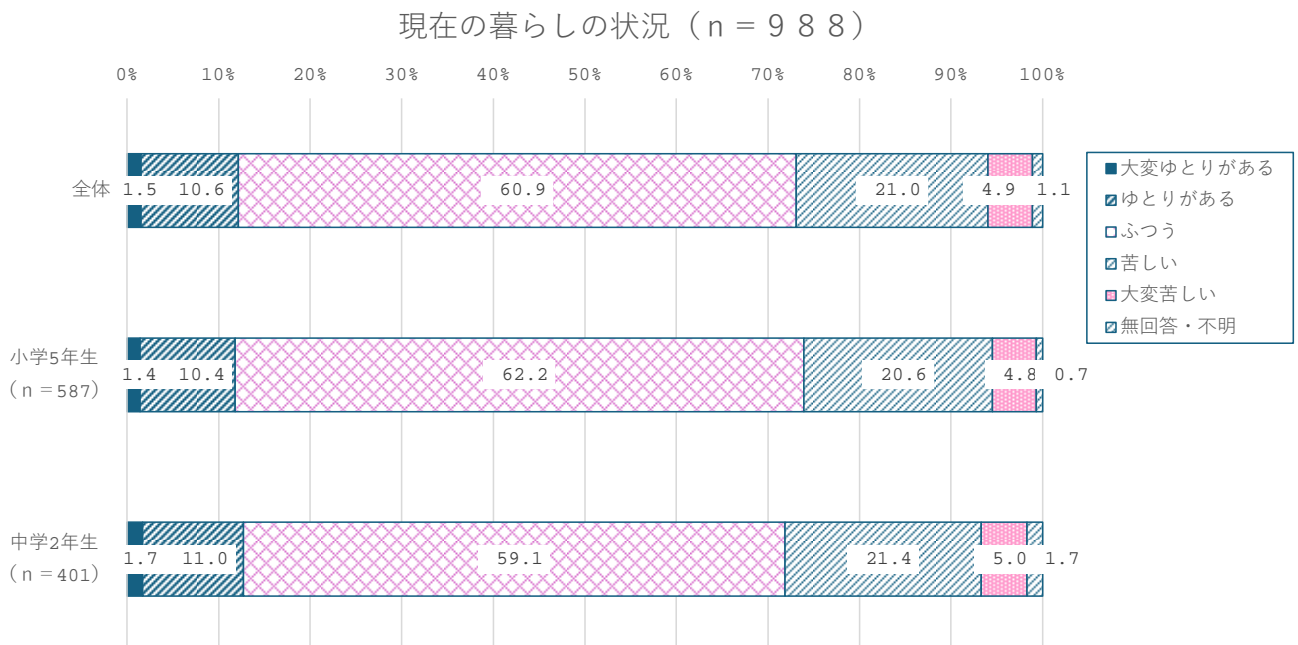 現在の暮らしの状況（ｎ＝９８８）
0% 10% 20% 30% 40% 50% 60% 70% 80% 90% 100%
全体 1.5 10.6 60.9 21.0 4.9 1.1
小学5年生
（ｎ＝587）
1.4 10.4 62.2 20.6 4.8 0.7
中学2年生
（ｎ＝401）
1.7 11.0 59.1 21.4 5.0 1.7
大変ゆとりがある
ゆとりがある
ふつう
苦しい
大変苦しい
無回答・不明